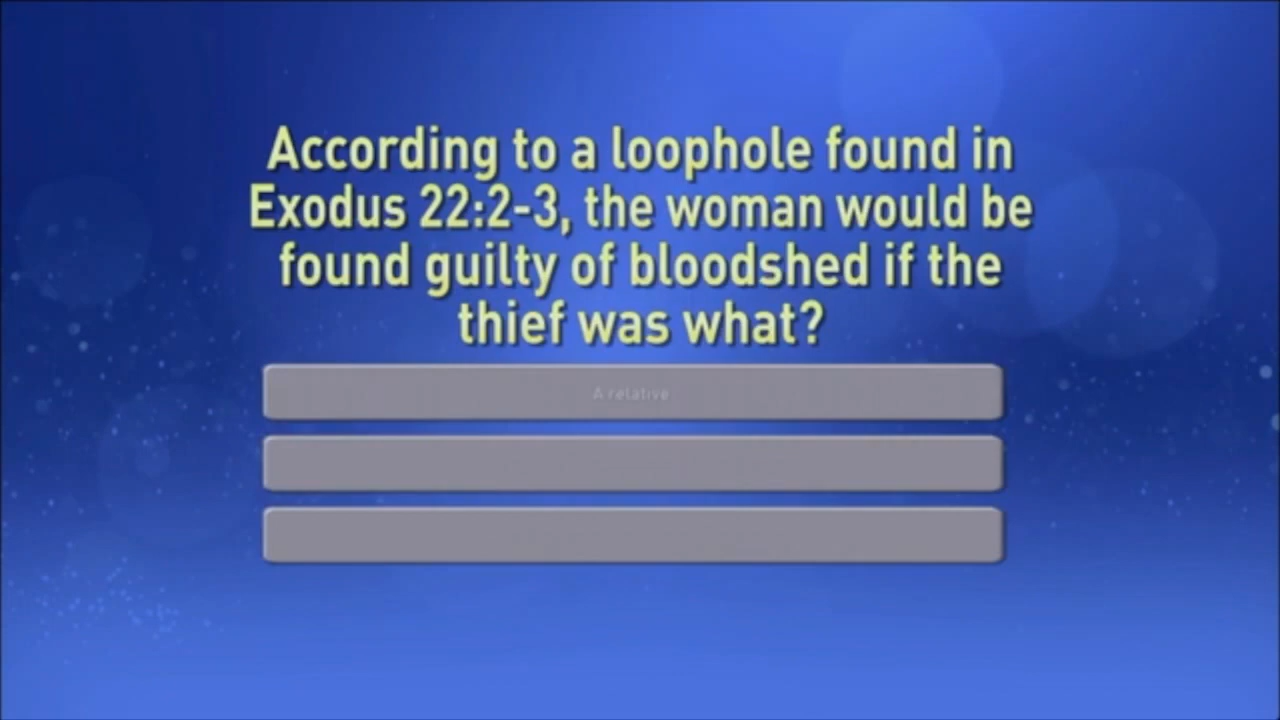 According to a loophole found in
Exodus 22:2-3, the woman would be
found guilty of bloodshed if the
thief was what?
A relative